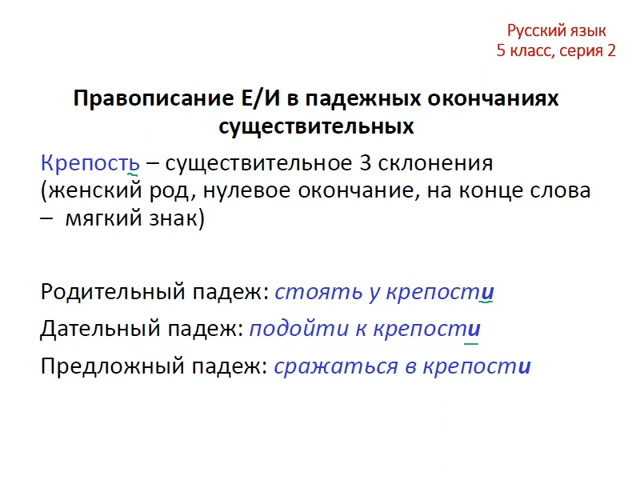 Русский язык
5 класс, серия 2
Правописание Е/И в падежных окончаниях
существительных
Крепость – существительное 3 склонения
(женский род, нулевое окончание, на конце слова
– мягкий знак)
Родительный падеж: стоять у крепости
Дательный падеж: подойти к крепости
Предложный падеж: сражаться в крепости